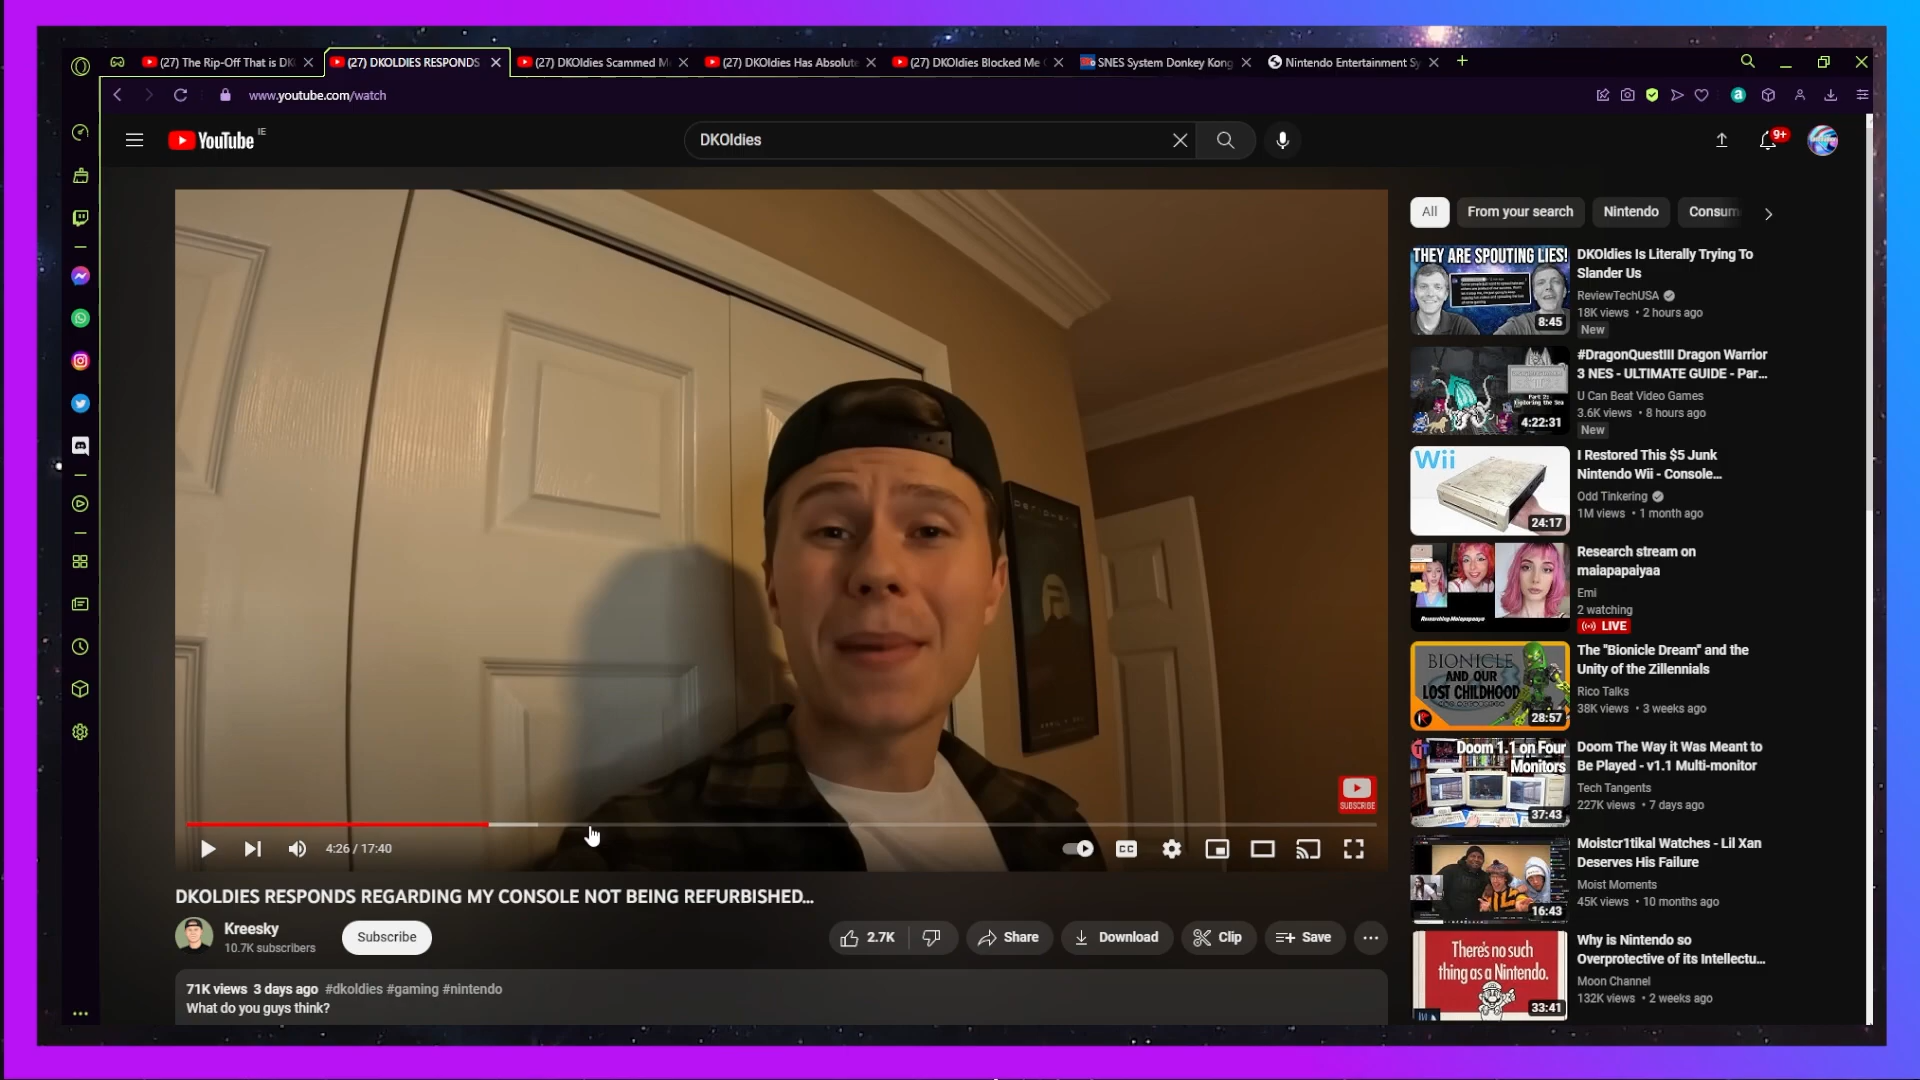 (27) The Rip-Off That is DK
(27) DKOLDIES RESPONDS
(27) DKOldies Scammed M
(27) DKOldies Has Absolute
(27) DKOldies Blocked Me
SNES System Donkey Kong
Nintendo Entertainment Sy
www.youtube.com/watch
YouTube IE
DKOldies
9+
All
From your search
Nintendo
Consum
THEY ARE SPOUTING LIES!
8:45
DKOldies Is Literally Trying To
Slander Us
ReviewTechUSA
18K views • 2 hours ago
New
4:22:31
#DragonQuestIII Dragon Warrior
3 NES - ULTIMATE GUIDE - Par...
U Can Beat Video Games
3.6K views • 8 hours ago
New
Wii
24:17
I Restored This $5 Junk
Nintendo Wii - Console...
Odd Tinkering
1M views • 1 month ago
Researching Maiapapaya
Research stream on
maiapapaiyaa
Emi
2 watching
LIVE
BIONICLE
AND OUR
LOST CHILDHOOD
28:57
The "Bionicle Dream" and the
Unity of the Zillennials
Rico Talks
38K views • 3 weeks ago
Doom 1.1 on Four
Monitors
37:43
Doom The Way it Was Meant to
Be Played - v1.1 Multi-monitor
Tech Tangents
227K views • 7 days ago
16:43
Moistcr1tikal Watches - Lil Xan
Deserves His Failure
Moist Moments
45K views • 10 months ago
There's no such
thing as a Nintendo.
33:41
Why is Nintendo so
Overprotective of its Intellectu...
Moon Channel
132K views • 2 weeks ago
SUBSCRIBE
4:26 / 17:40
CC
DKOLDIES RESPONDS REGARDING MY CONSOLE NOT BEING REFURBISHED...
Kreesky
10.7K subscribers
Subscribe
2.7K
Share
Download
Clip
Save
71K views 3 days ago #dkoldies #gaming #nintendo
What do you guys think?